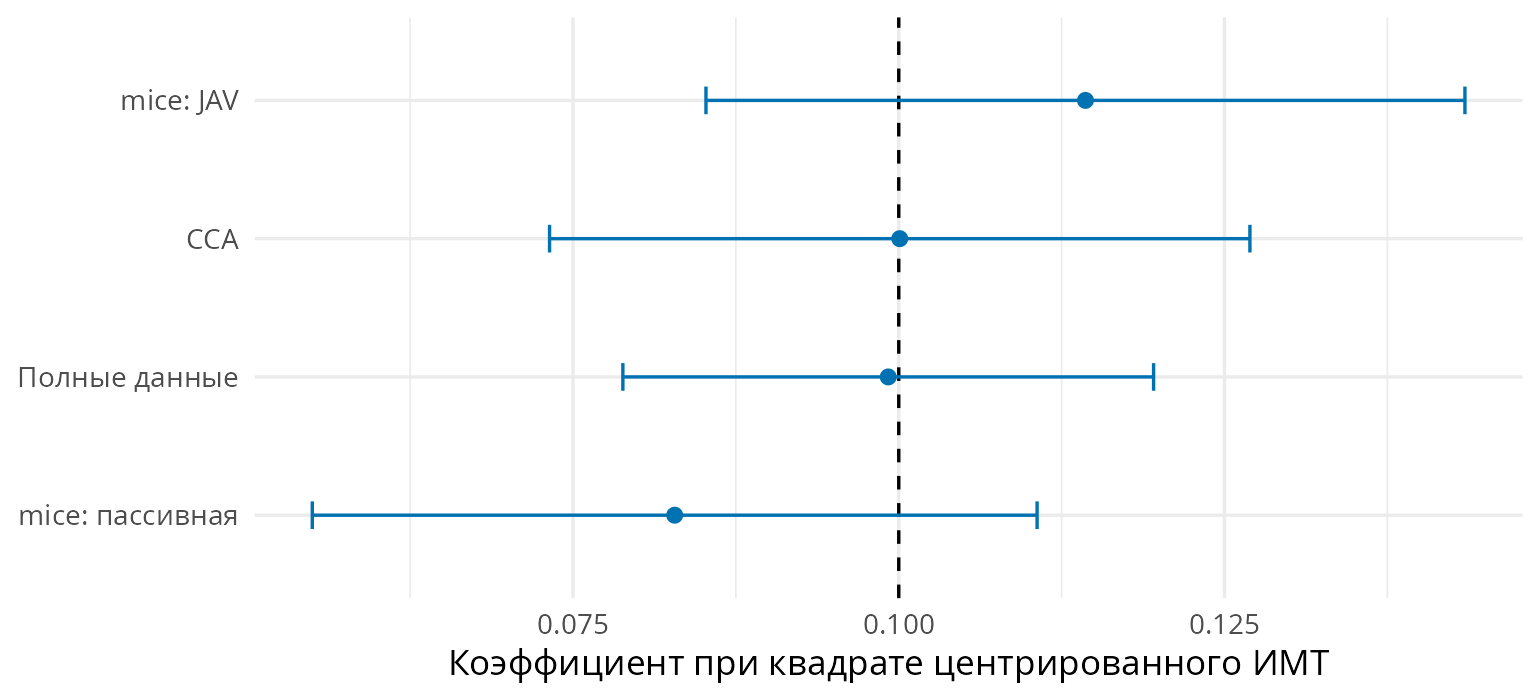 mice: JAV
CCA
Полные данные
mice: пассивная
0.075 0.100 0.125
Коэффициент при квадрате центрированного ИМТ